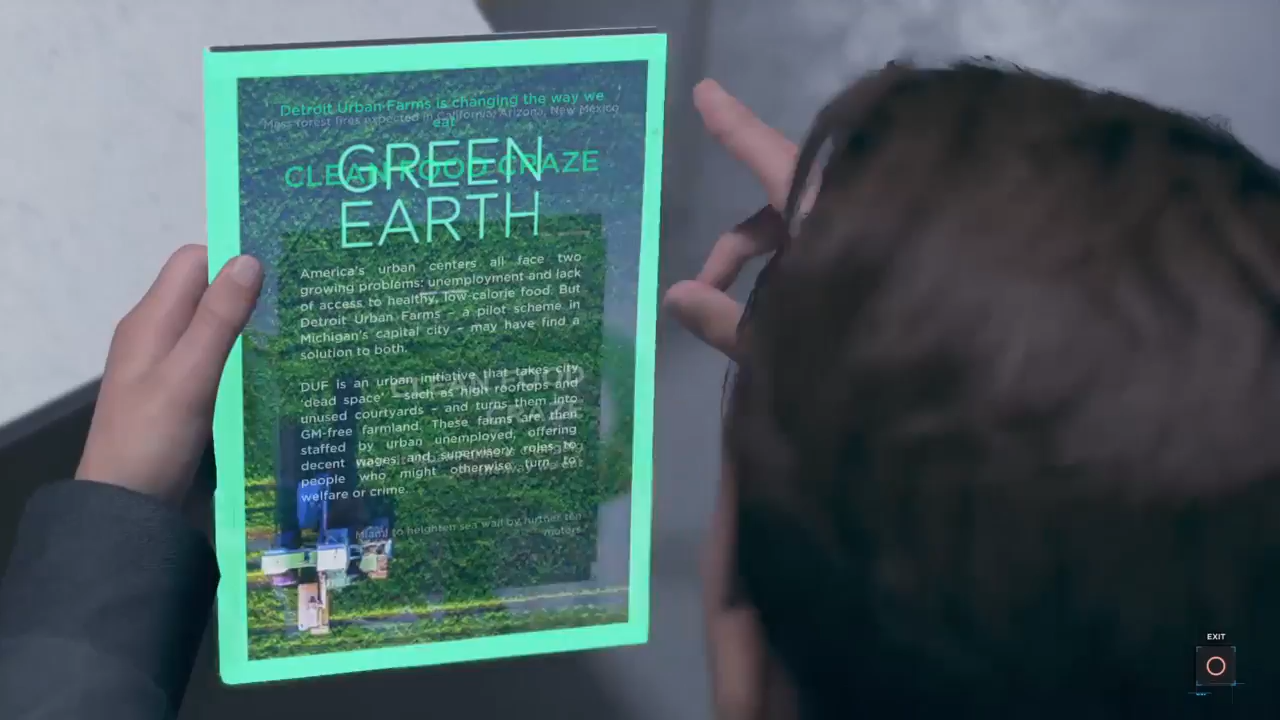 Detroit Urban Farms is changing the way we
Mass forest fires expected in California, Arizona, New Mexico
eat
GREEN
CLEAN FOOD CRAZE
EARTH
America's urban centers all face two
growing problems: unemployment and lack
of access to healthy, low-calorie food. But
Detroit Urban Farms – a pilot scheme in
Michigan's capital city – may have find a
solution to both.
DUF is an urban initiative that takes city
'dead space' – such as high rooftops and
unused courtyards – and turns them into
GM-free farmland. These farms are then
staffed by urban unemployed, offering
decent wages and supervisory roles to
people who might otherwise turn to
welfare or crime.
Miami to heighten sea wall by further ten
meters
EXIT